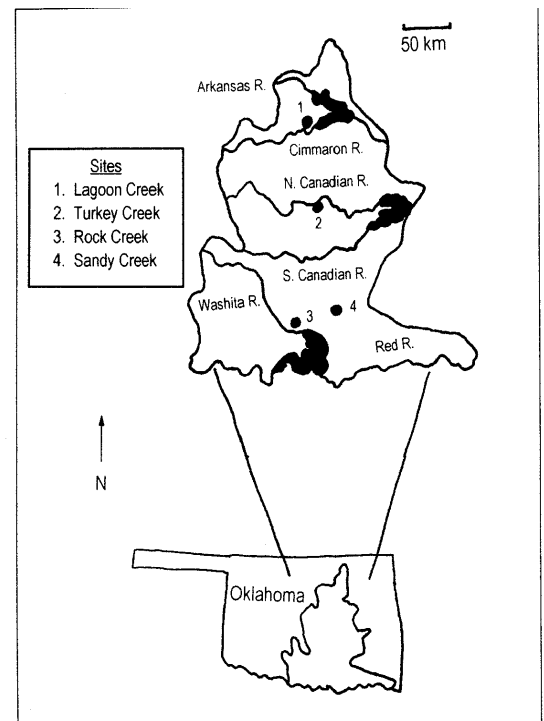 50 km
Arkansas R.
1
Cimmaron R.
N. Canadian R.
2
Sites
1. Lagoon Creek
2. Turkey Creek
3. Rock Creek
4. Sandy Creek
S. Canadian R.
Washita R.
3
4
Red R.
N
Oklahoma